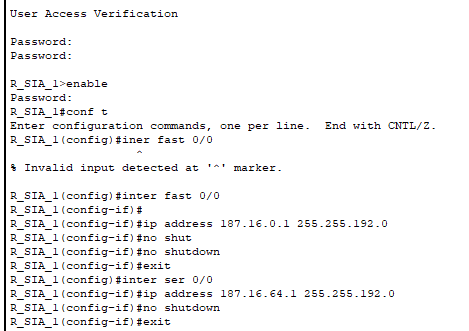 User Access Verification
Password:
Password:
R_SIA_1>enable
Password:
R_SIA_1#conf t
Enter configuration commands, one per line.  End with CNTL/Z.
R_SIA_1(config)#iner fast 0/0
^
% Invalid input detected at '^' marker.
R_SIA_1(config)#inter fast 0/0
R_SIA_1(config-if)#
R_SIA_1(config-if)#ip address 187.16.0.1 255.255.192.0
R_SIA_1(config-if)#no shut
R_SIA_1(config-if)#no shutdown
R_SIA_1(config-if)#exit
R_SIA_1(config)#inter ser 0/0
R_SIA_1(config-if)#ip address 187.16.64.1 255.255.192.0
R_SIA_1(config-if)#no shutdown
R_SIA_1(config-if)#exit